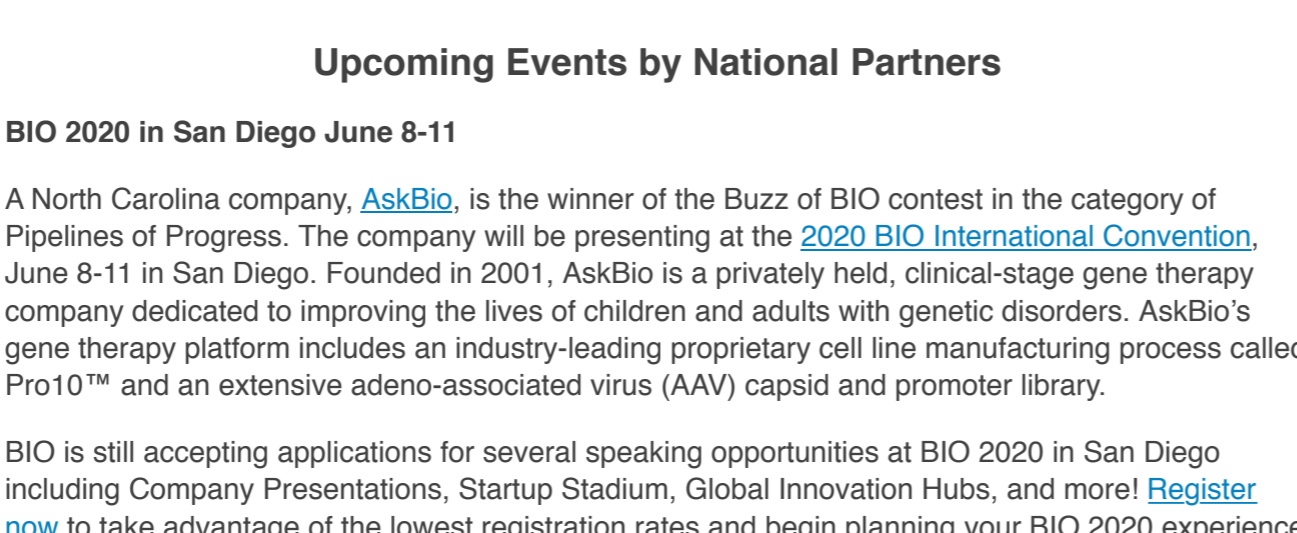 Upcoming Events by National Partners
BIO 2020 in San Diego June 8-11
A North Carolina company, AskBio, is the winner of the Buzz of BIO contest in the category of
Pipelines of Progress. The company will be presenting at the 2020 BIO International Convention,
June 8-11 in San Diego. Founded in 2001, AskBio is a privately held, clinical-stage gene therapy
company dedicated to improving the lives of children and adults with genetic disorders. AskBio’s
gene therapy platform includes an industry-leading proprietary cell line manufacturing process called
Pro10™ and an extensive adeno-associated virus (AAV) capsid and promoter library.
BIO is still accepting applications for several speaking opportunities at BIO 2020 in San Diego
including Company Presentations, Startup Stadium, Global Innovation Hubs, and more! Register
now to take advantage of the lowest registration rates and begin planning your BIO 2020 experience